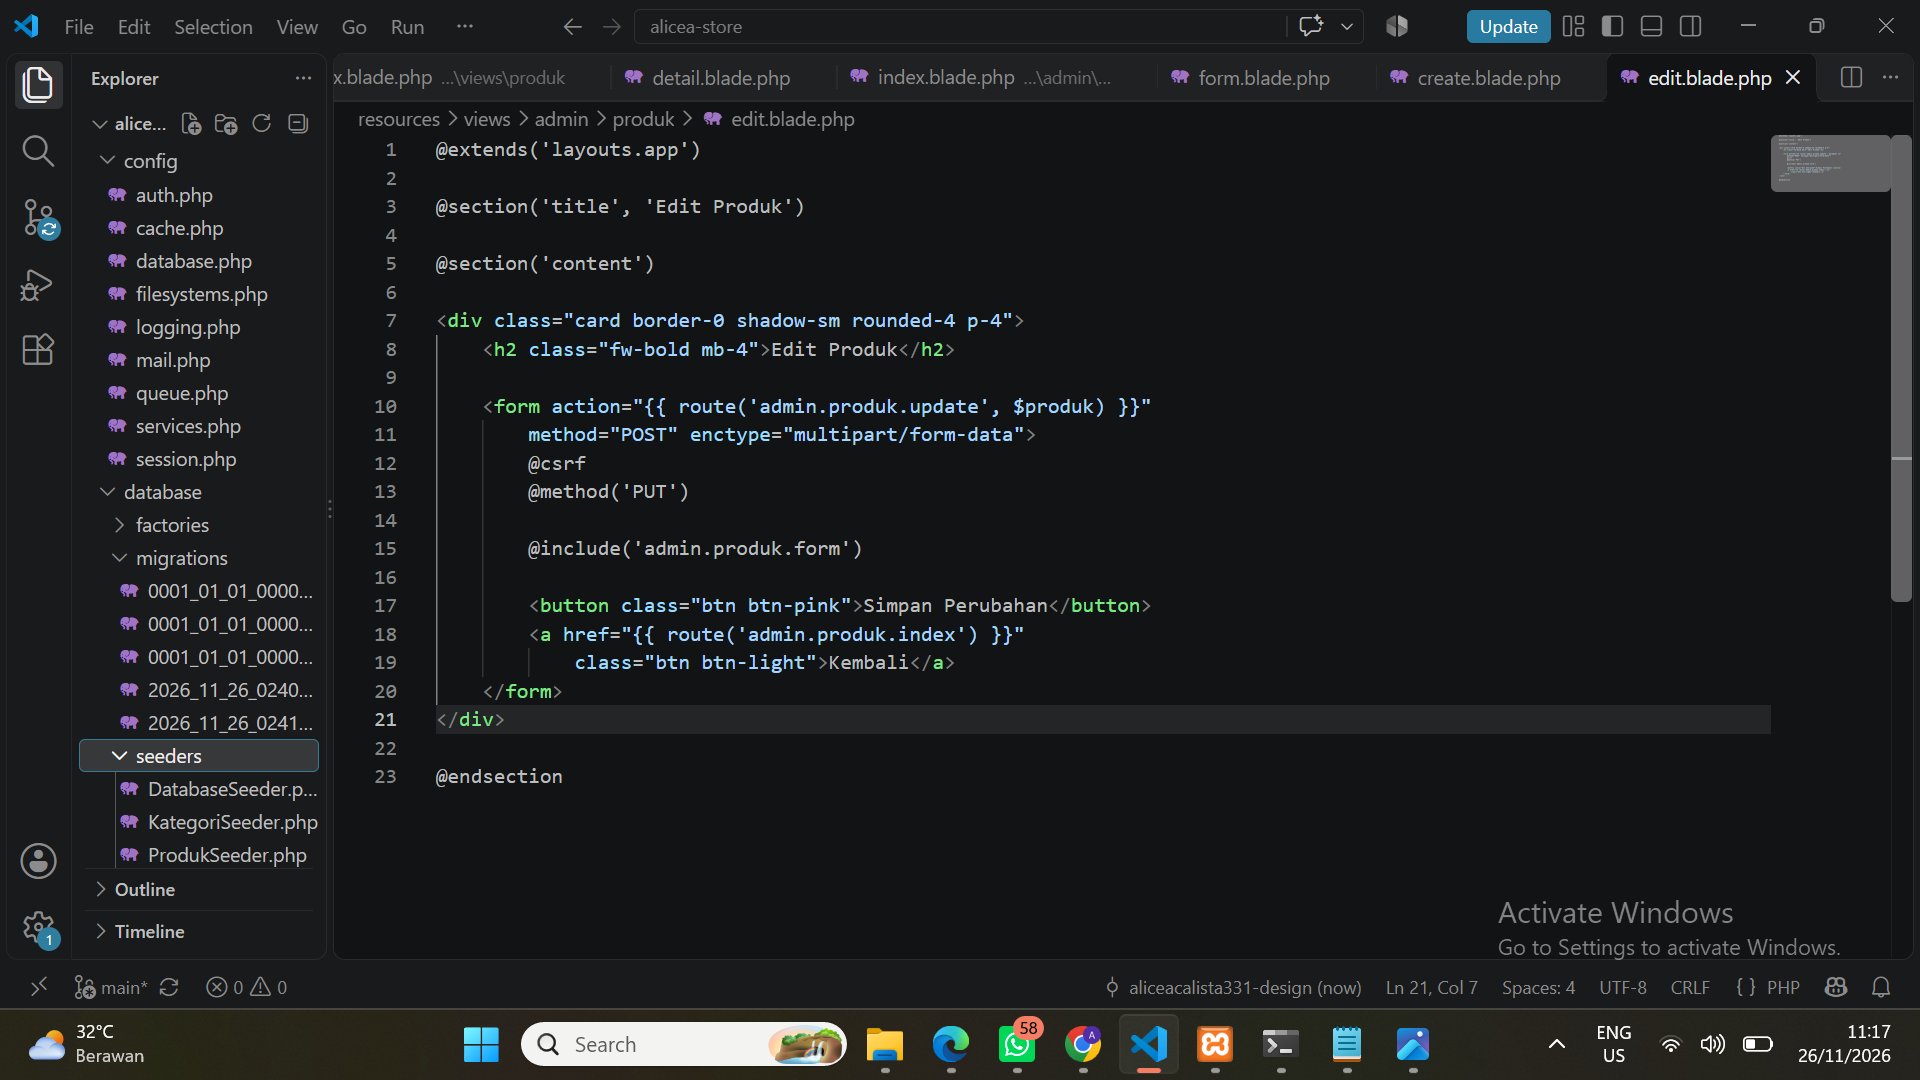 File Edit Selection View Go Run ···
alicea-store
Update
Explorer ···
x.blade.php ...\views\produk
detail.blade.php
index.blade.php ...\admin\...
form.blade.php
create.blade.php
edit.blade.php
alice...
resources > views > admin > produk > edit.blade.php
config
auth.php
cache.php
database.php
filesystems.php
logging.php
mail.php
queue.php
services.php
session.php
database
factories
migrations
0001_01_01_0000...
0001_01_01_0000...
0001_01_01_0000...
2026_11_26_0240...
2026_11_26_0241...
seeders
DatabaseSeeder.p...
KategoriSeeder.php
ProdukSeeder.php
Outline
Timeline
1 @extends('layouts.app')
2
3 @section('title', 'Edit Produk')
4
5 @section('content')
6
7 <div class="card border-0 shadow-sm rounded-4 p-4">
8 <h2 class="fw-bold mb-4">Edit Produk</h2>
9
10 <form action="{{ route('admin.produk.update', $produk) }}"
11 method="POST" enctype="multipart/form-data">
12 @csrf
13 @method('PUT')
14
15 @include('admin.produk.form')
16
17 <button class="btn btn-pink">Simpan Perubahan</button>
18 <a href="{{ route('admin.produk.index') }}"
19 class="btn btn-light">Kembali</a>
20 </form>
21 </div>
22
23 @endsection
Activate Windows
Go to Settings to activate Windows.
1
main* 0 0
aliceacalista331-design (now) Ln 21, Col 7 Spaces: 4 UTF-8 CRLF { } PHP
32°C
Berawan
Search
58
A
ENG
US
11:17
26/11/2026